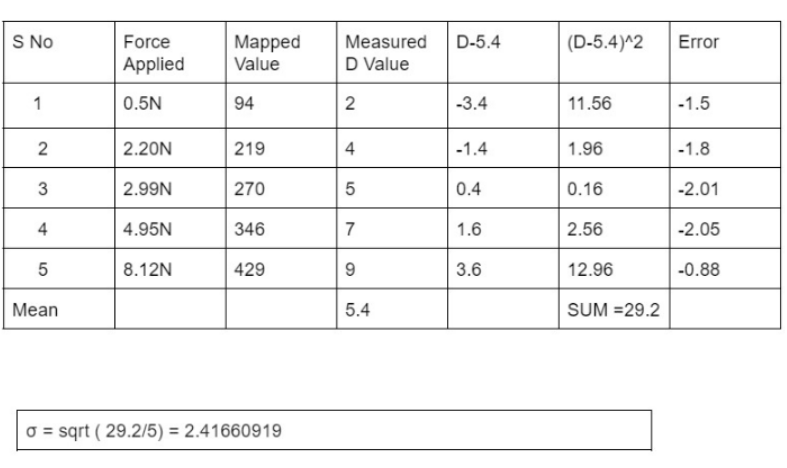 S No Force Applied Mapped Value Measured D Value D-5.4 (D-5.4)^2 Error
1 0.5N 94 2 -3.4 11.56 -1.5
2 2.20N 219 4 -1.4 1.96 -1.8
3 2.99N 270 5 0.4 0.16 -2.01
4 4.95N 346 7 1.6 2.56 -2.05
5 8.12N 429 9 3.6 12.96 -0.88
Mean 5.4 SUM =29.2
σ = sqrt ( 29.2/5) = 2.41660919